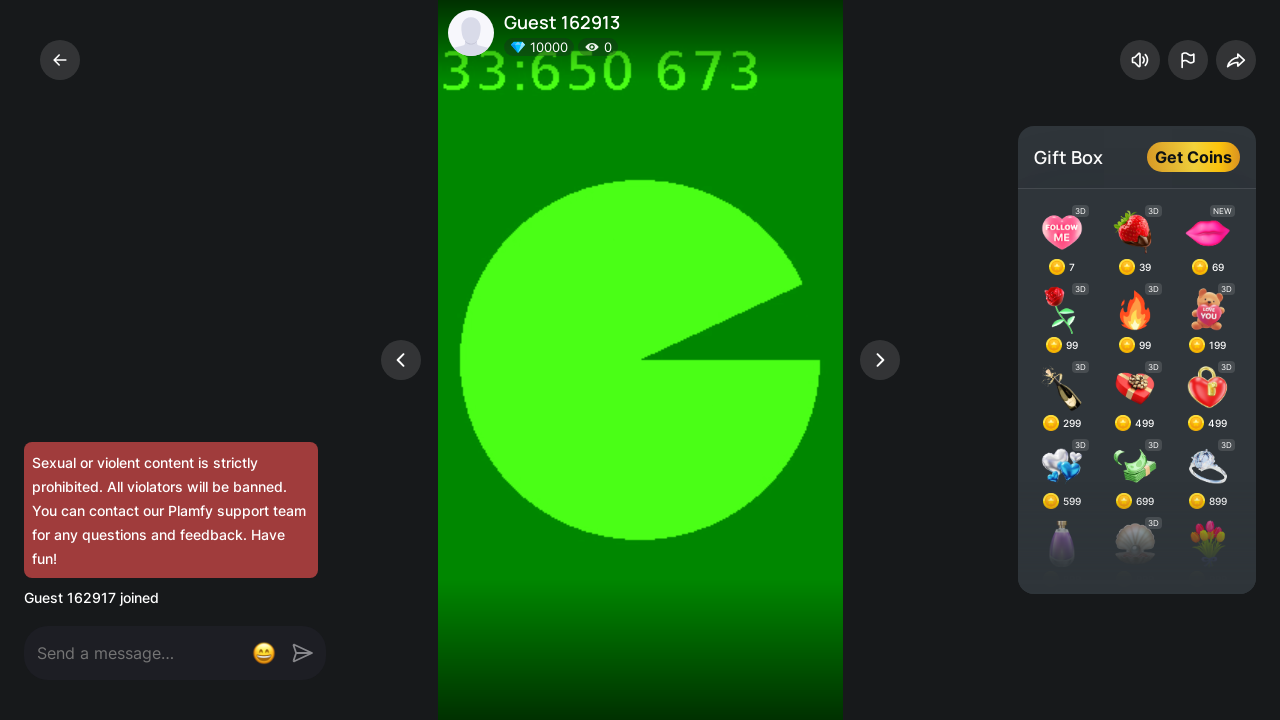 Guest 162913
10000 0
33:650 673
Gift Box
Get Coins
3D 3D NEW
FOLLOW ME
7 39 69
3D 3D 3D
LOVE YOU
99 99 199
3D 3D 3D
299 499 499
3D 3D 3D
599 699 899
3D
Sexual or violent content is strictly
prohibited. All violators will be banned.
You can contact our Plamfy support team
for any questions and feedback. Have
fun!
Guest 162917 joined
Send a message...